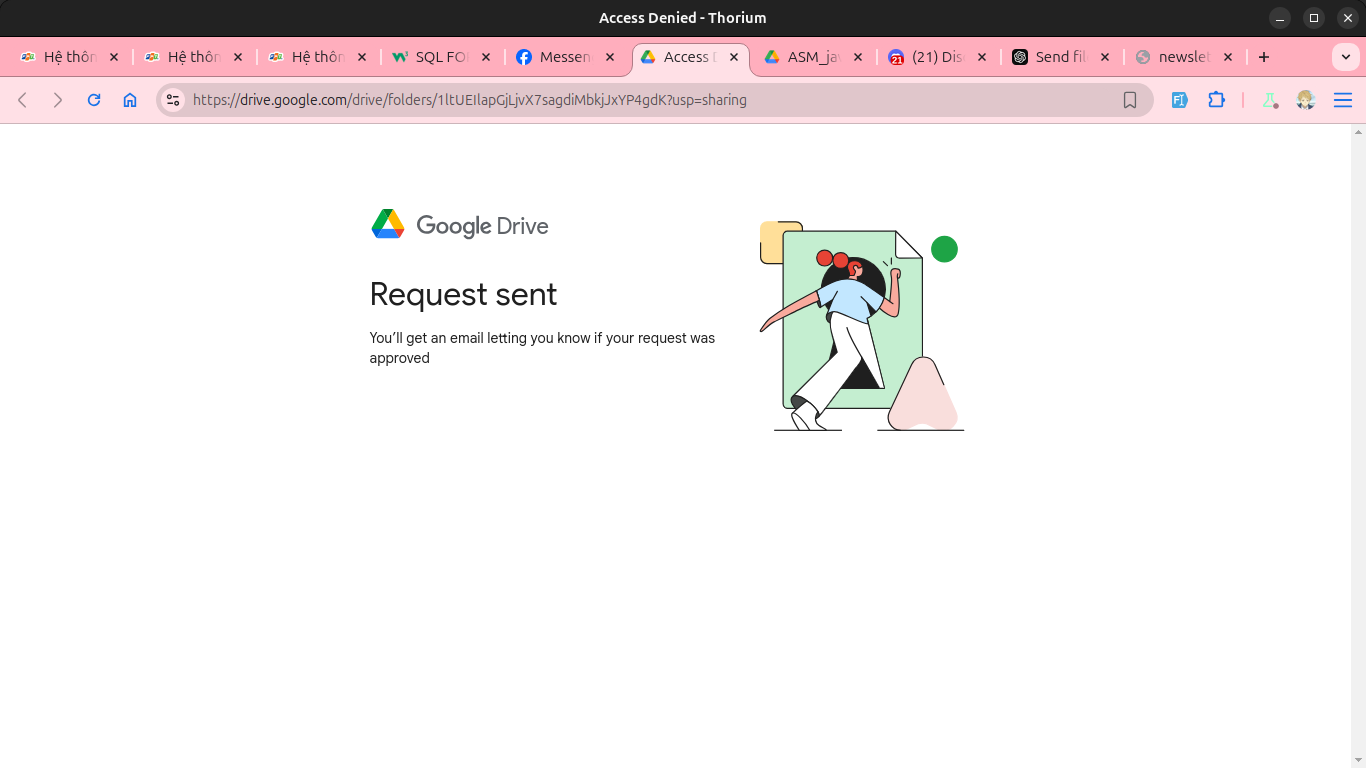 Access Denied - Thorium
Hệ thôn
Hệ thôn
Hệ thôn
SQL FO
Messen
Access D
ASM_ja
(21) Dis
Send fil
newslet
https://drive.google.com/drive/folders/1ltUEIlapGjLjvX7sagdiMbkjJxYP4gdK?usp=sharing
Google Drive
Request sent
You’ll get an email letting you know if your request was
approved